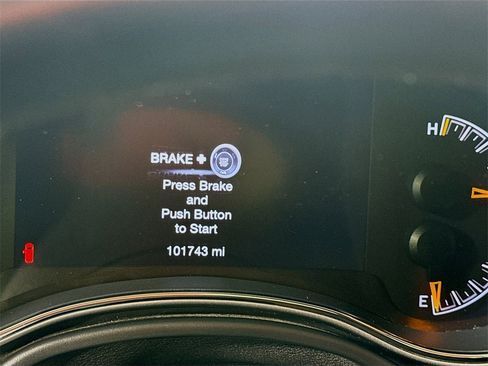 BRAKE +
Press Brake
and
Push Button
to Start
101743 mi
H
E